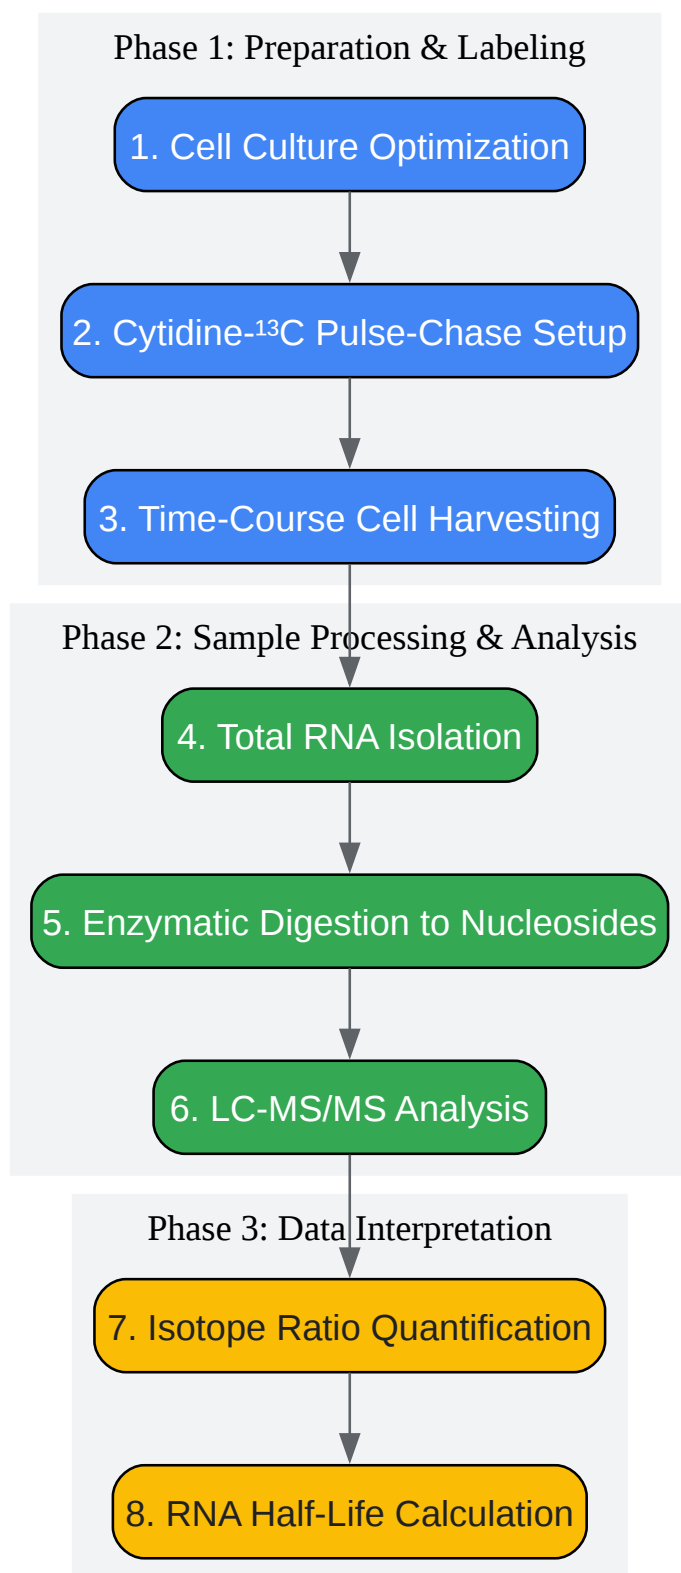 Phase 1: Preparation & Labeling
1. Cell Culture Optimization
2. Cytidine-¹³C Pulse-Chase Setup
3. Time-Course Cell Harvesting
Phase 2: Sample Processing & Analysis
4. Total RNA Isolation
5. Enzymatic Digestion to Nucleosides
6. LC-MS/MS Analysis
Phase 3: Data Interpretation
7. Isotope Ratio Quantification
8. RNA Half-Life Calculation